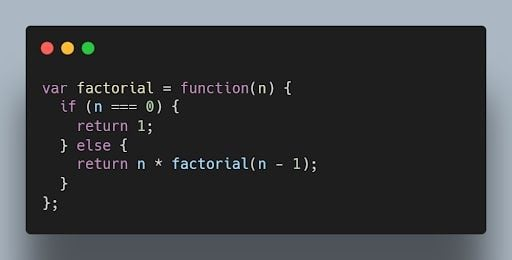 var factorial = function(n) {
  if (n === 0) {
    return 1;
  } else {
    return n * factorial(n - 1);
  }
};